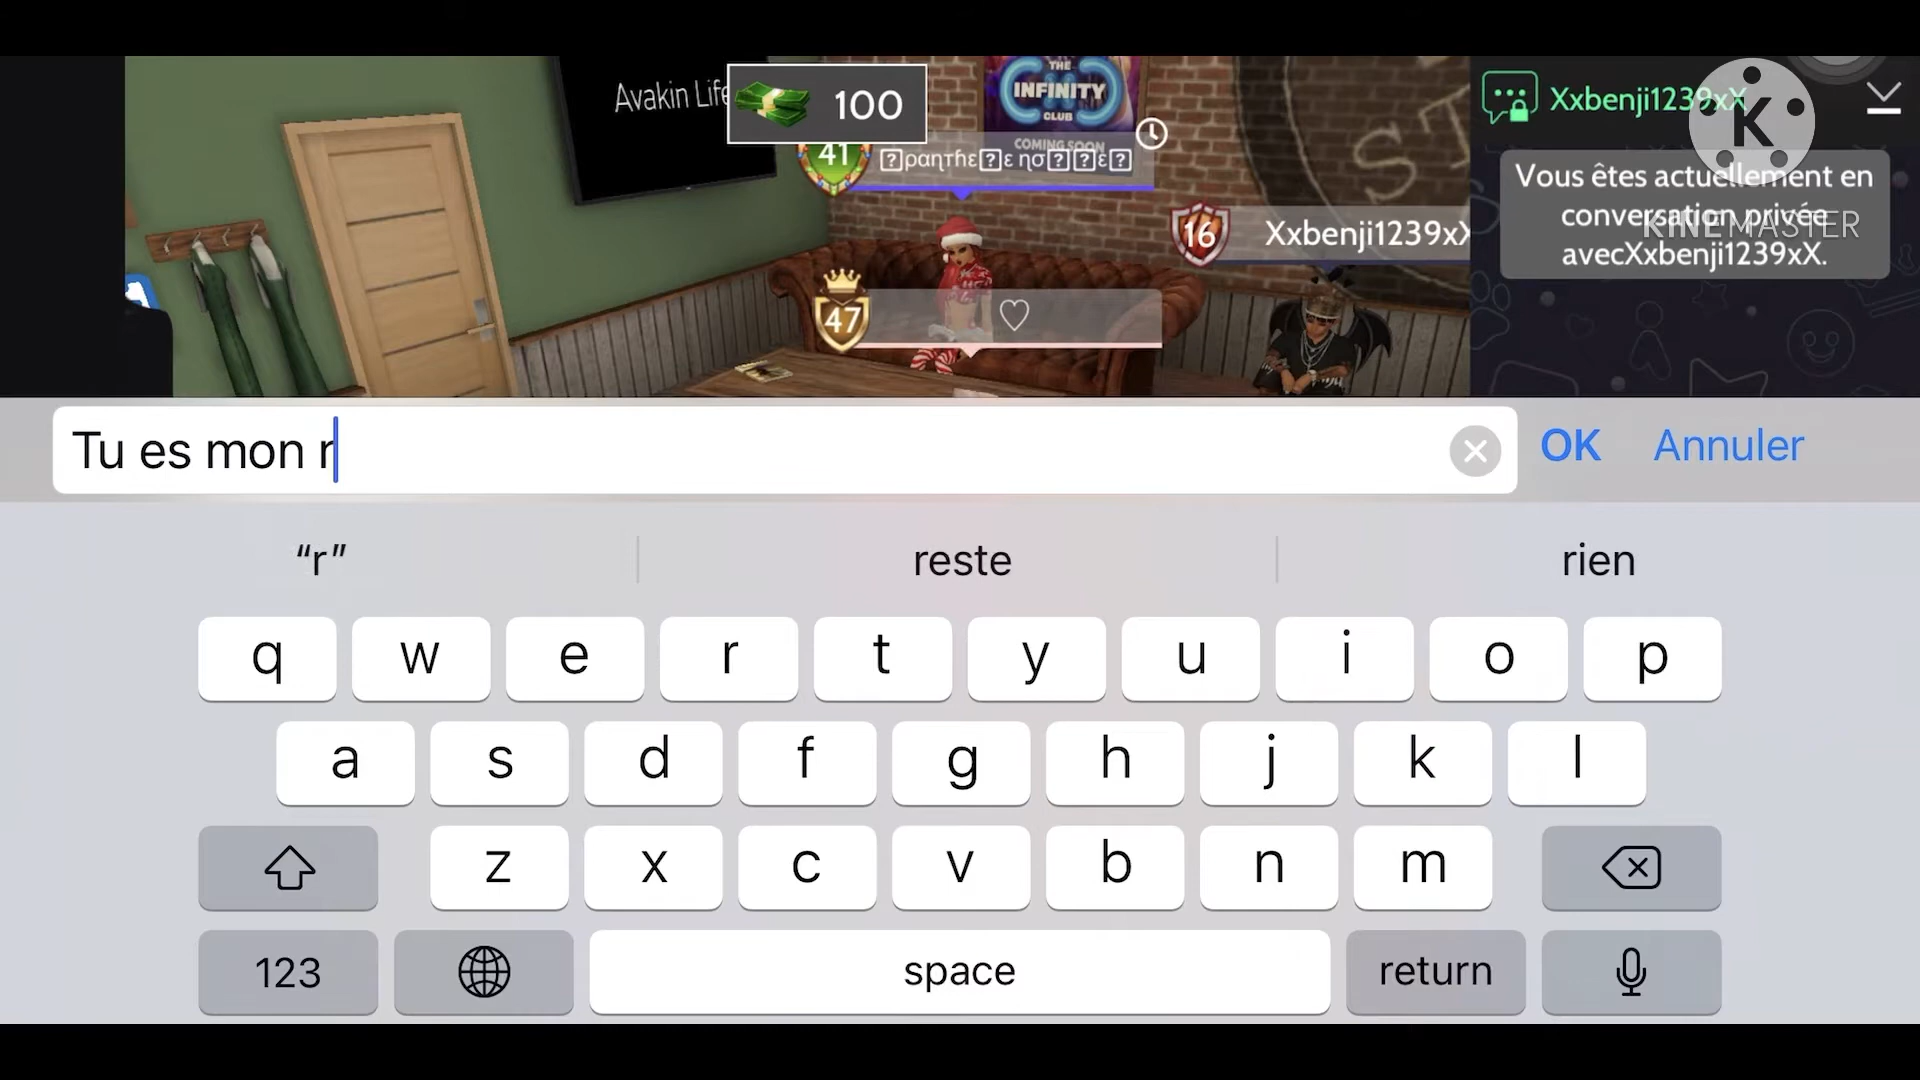 Avakin Life
100
THE
INFINITY
CLUB
COMING SOON
41
16
Xxbenji1239xX
47
Xxbenji1239xX
K
Vous êtes actuellement en
conversation privée
avecXxbenji1239xX.
KINEMASTER
Tu es mon r
OK
Annuler
“r”
reste
rien
q w e r t y u i o p
a s d f g h j k l
z x c v b n m
123
space
return